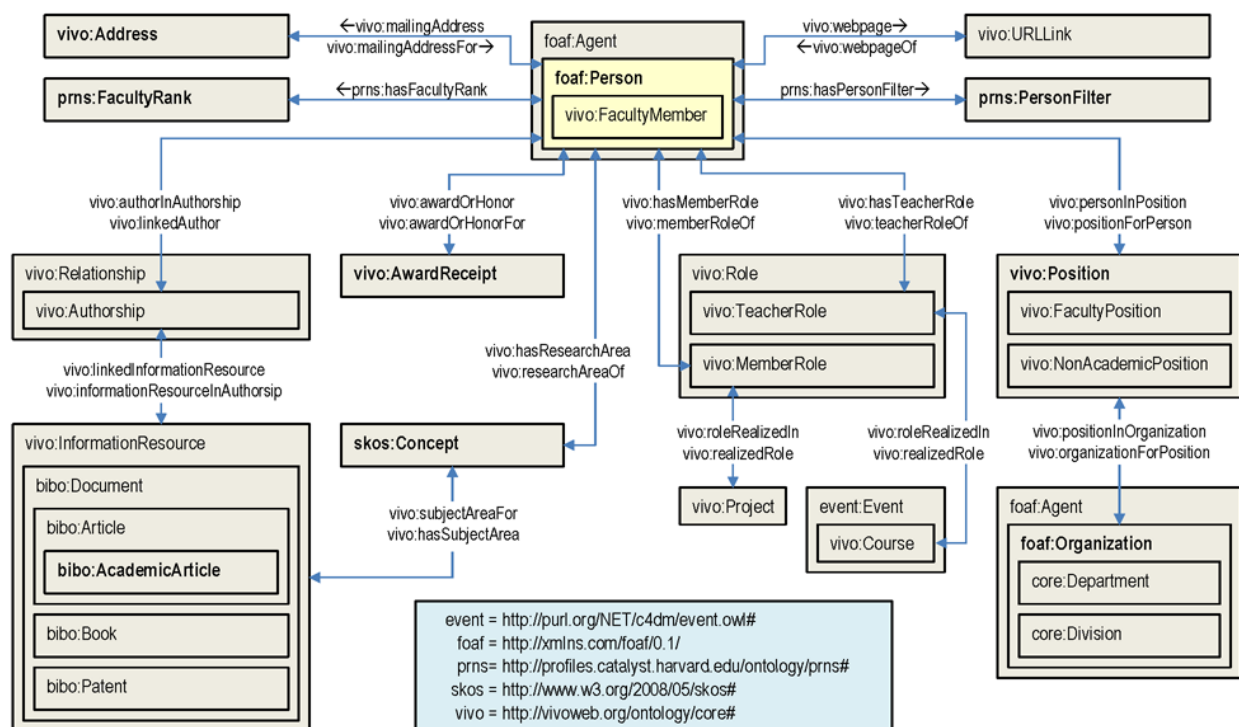 vivo:Address
←vivo:mailingAddress
vivo:mailingAddressFor→
foaf:Agent
vivo:webpage→
←vivo:webpageOf
vivo:URLLink
foaf:Person
prns:FacultyRank
←prns:hasFacultyRank
vivo:FacultyMember
prns:hasPersonFilter→
prns:PersonFilter
vivo:authorInAuthorship
vivo:linkedAuthor
vivo:awardOrHonor
vivo:awardOrHonorFor
vivo:hasMemberRole
vivo:memberRoleOf
vivo:hasTeacherRole
vivo:teacherRoleOf
vivo:personInPosition
vivo:positionForPerson
vivo:Relationship
vivo:Authorship
vivo:AwardReceipt
vivo:Role
vivo:TeacherRole
vivo:MemberRole
vivo:Position
vivo:FacultyPosition
vivo:NonAcademicPosition
vivo:hasResearchArea
vivo:researchAreaOf
vivo:linkedInformationResource
vivo:informationResourceInAuthorsip
vivo:InformationResource
bibo:Document
bibo:Article
bibo:AcademicArticle
bibo:Book
bibo:Patent
skos:Concept
vivo:subjectAreaFor
vivo:hasSubjectArea
vivo:roleRealizedIn
vivo:realizedRole
vivo:roleRealizedIn
vivo:realizedRole
vivo:positionInOrganization
vivo:organizationForPosition
vivo:Project
event:Event
vivo:Course
foaf:Agent
foaf:Organization
core:Department
core:Division
event = http://purl.org/NET/c4dm/event.owl#
foaf = http://xmlns.com/foaf/0.1/
prns= http://profiles.catalyst.harvard.edu/ontology/prns#
skos = http://www.w3.org/2008/05/skos#
vivo = http://vivoweb.org/ontology/core#